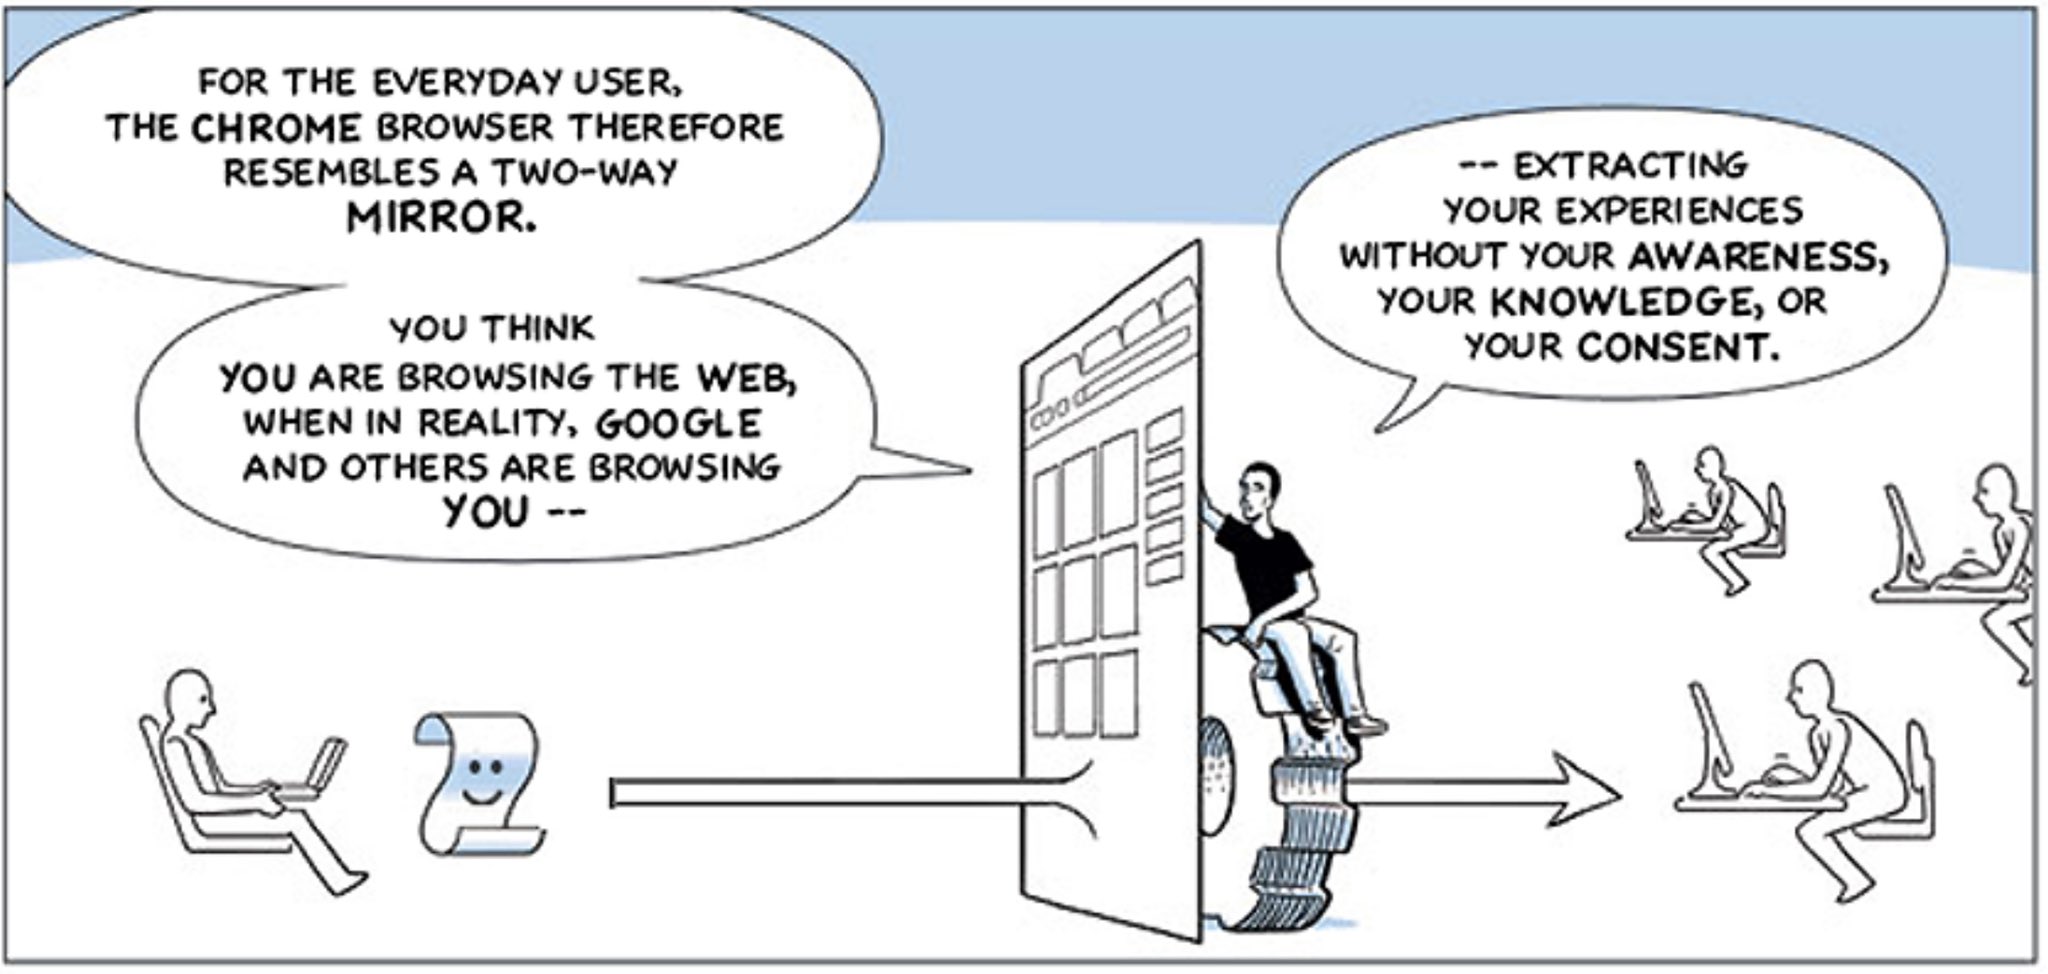 FOR THE EVERYDAY USER,
THE CHROME BROWSER THEREFORE
RESEMBLES A TWO-WAY
MIRROR.
YOU THINK
YOU ARE BROWSING THE WEB,
WHEN IN REALITY, GOOGLE
AND OTHERS ARE BROWSING
YOU --
-- EXTRACTING
YOUR EXPERIENCES
WITHOUT YOUR AWARENESS,
YOUR KNOWLEDGE, OR
YOUR CONSENT.